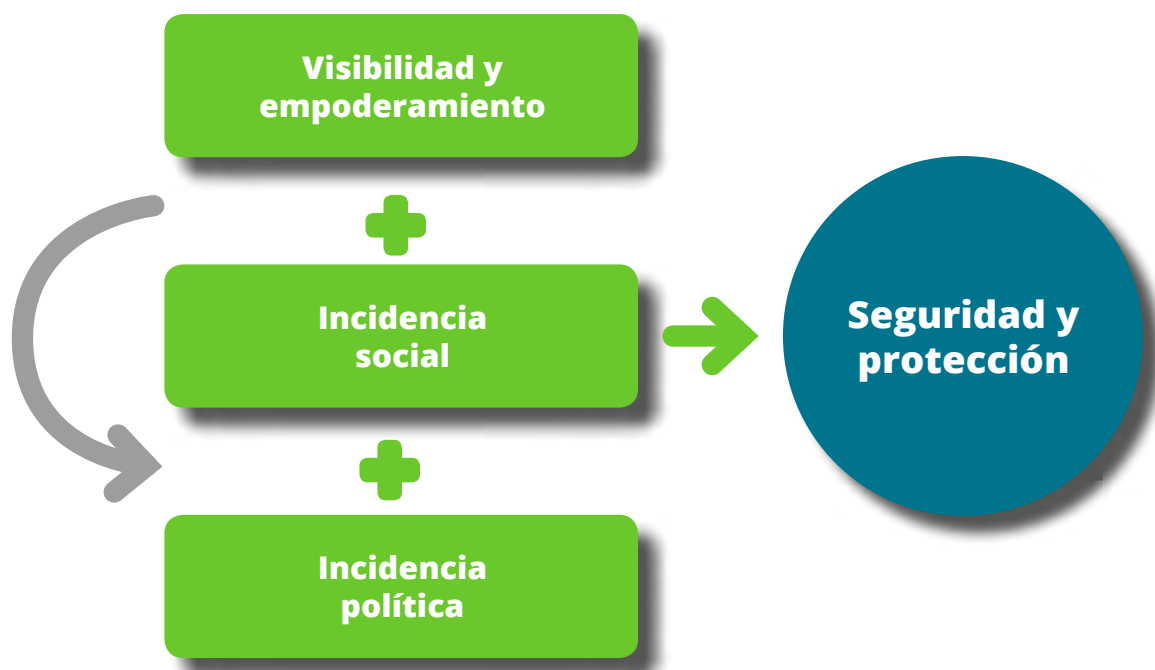 Visibilidad y
empoderamiento
Incidencia
social
Seguridad y
protección
Incidencia
política